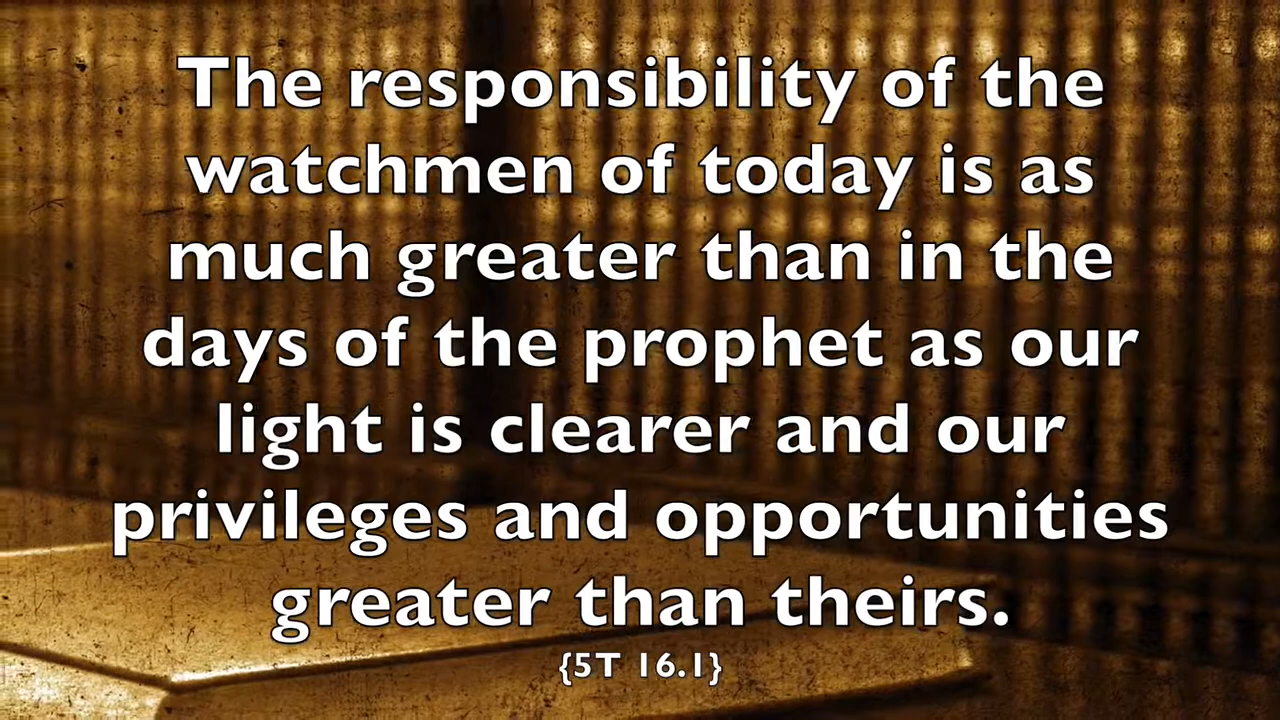 The responsibility of the
watchmen of today is as
much greater than in the
days of the prophet as our
light is clearer and our
privileges and opportunities
greater than theirs.
{5T 16.1}